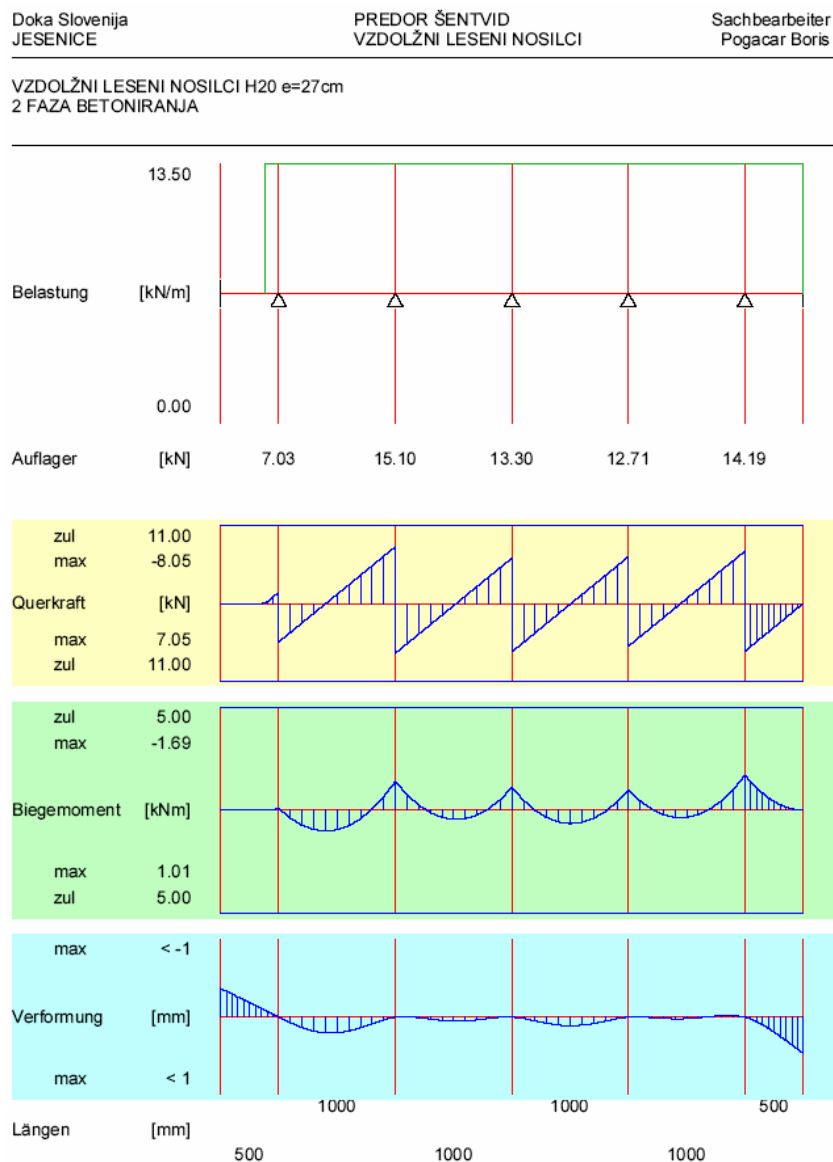 Doka Slovenija PREDOR ŠENTVID Sachbearbeiter
JESENICE VZDOLŽNI LESENI NOSILCI Pogacar Boris
VZDOLŽNI LESENI NOSILCI H20 e=27cm
2 FAZA BETONIRANJA
13.50
Belastung [kN/m]
0.00
Auflager [kN] 7.03 15.10 13.30 12.71 14.19
zul 11.00
max -8.05
Querkraft [kN]
max 7.05
zul 11.00
zul 5.00
max -1.69
Biegemoment [kNm]
max 1.01
zul 5.00
max < -1
Verformung [mm]
max < 1
1000 1000 500
Längen [mm]
500 1000 1000